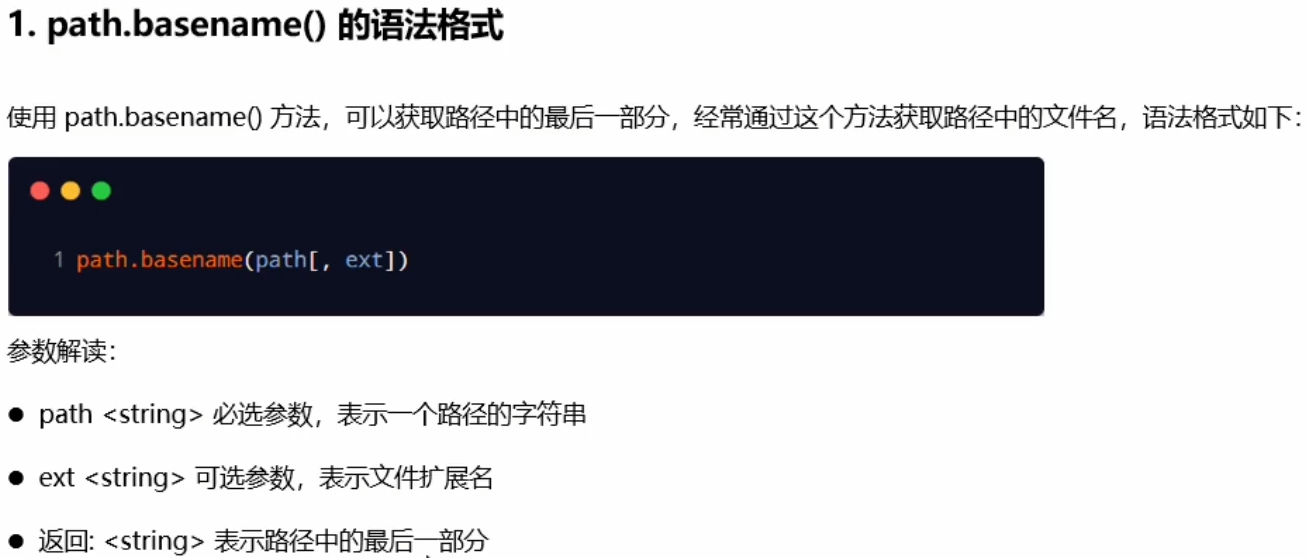 1. path.basename() 的语法格式
使用 path.basename() 方法，可以获取路径中的最后一部分，经常通过这个方法获取路径中的文件名，语法格式如下：
1 path.basename(path[, ext])
参数解读：
● path <string> 必选参数，表示一个路径的字符串
● ext <string> 可选参数，表示文件扩展名
● 返回: <string> 表示路径中的最后一部分